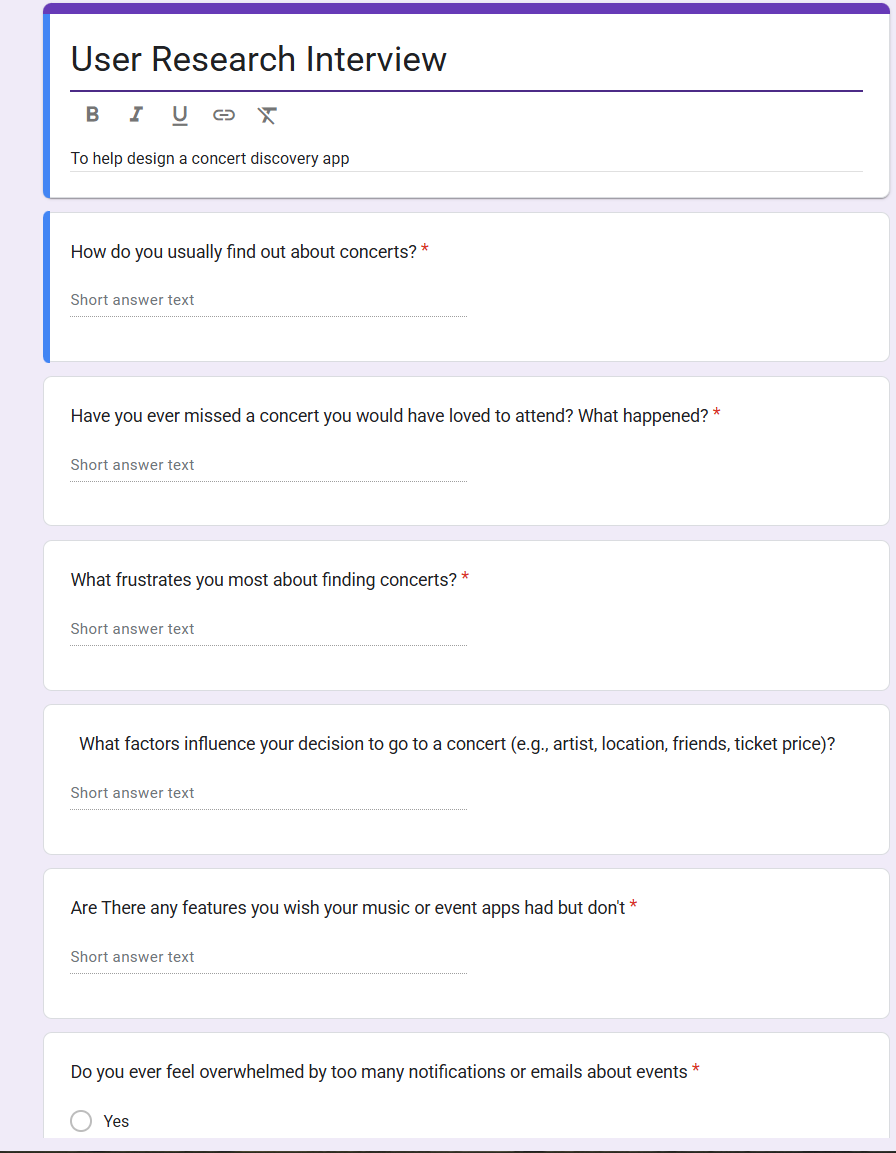 User Research Interview
B I U
To help design a concert discovery app
How do you usually find out about concerts? *
Short answer text
Have you ever missed a concert you would have loved to attend? What happened? *
Short answer text
What frustrates you most about finding concerts? *
Short answer text
What factors influence your decision to go to a concert (e.g., artist, location, friends, ticket price)?
Short answer text
Are There any features you wish your music or event apps had but don't *
Short answer text
Do you ever feel overwhelmed by too many notifications or emails about events *
Yes